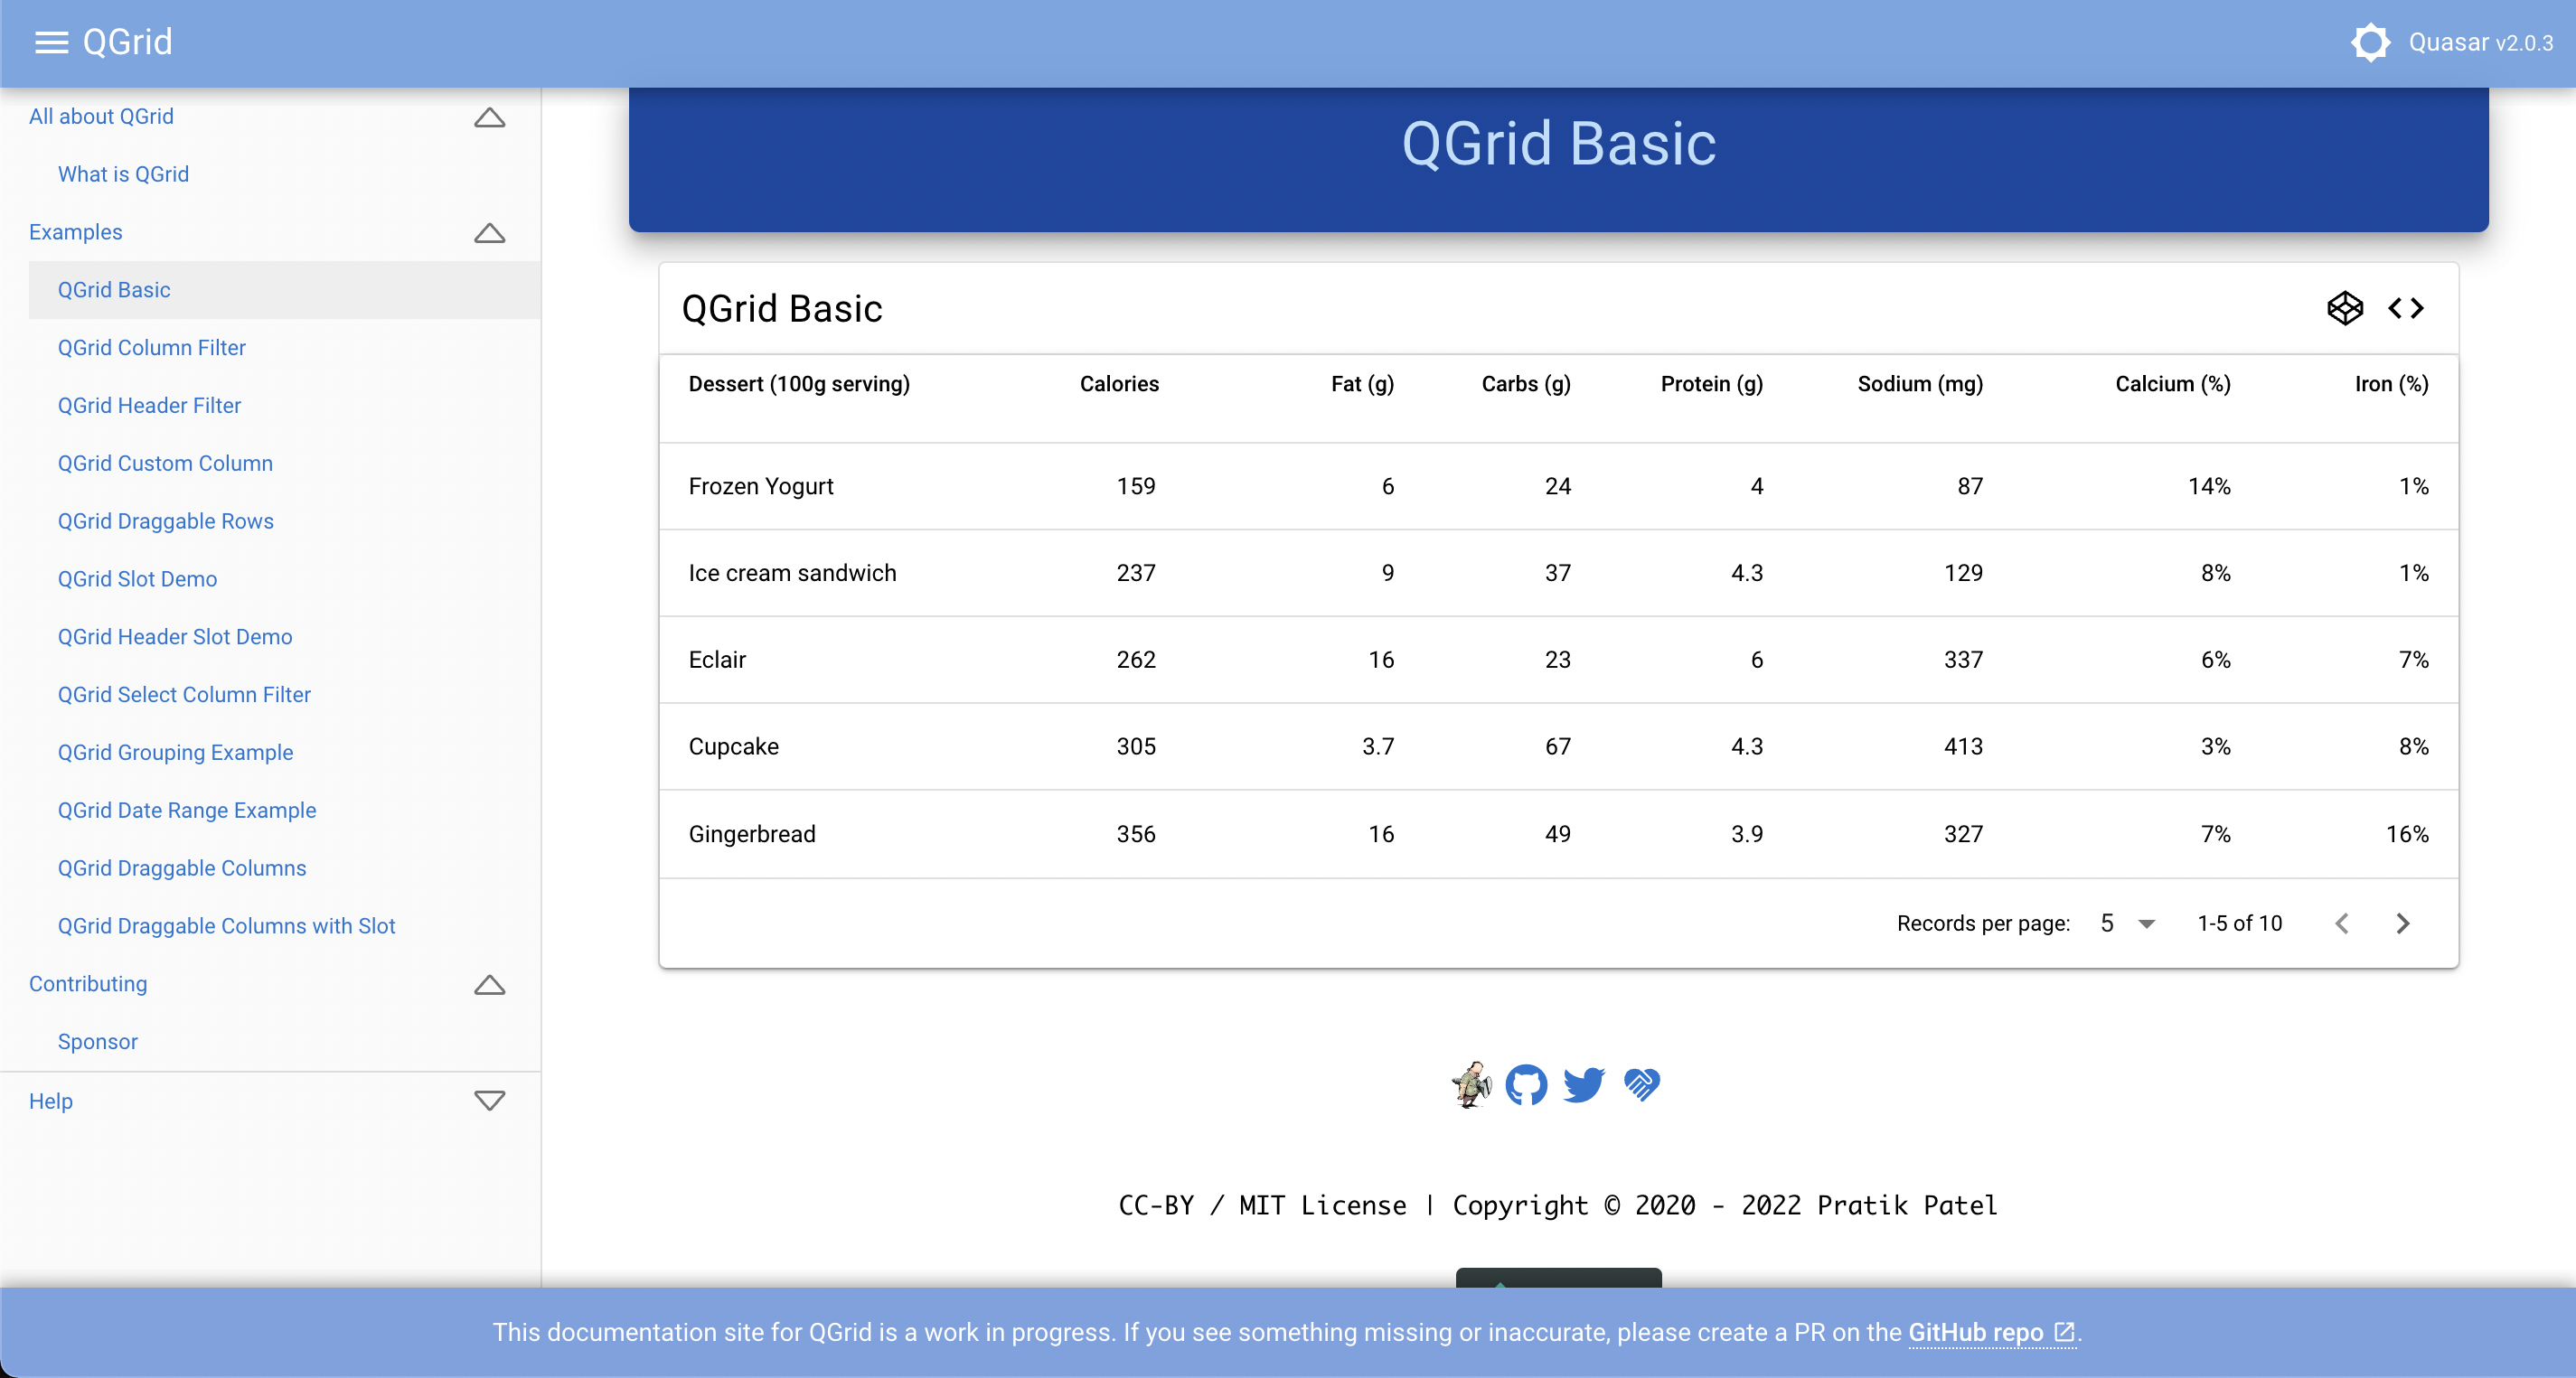 QGrid
Quasar v2.0.3
All about QGrid
What is QGrid
Examples
QGrid Basic
QGrid Column Filter
QGrid Header Filter
QGrid Custom Column
QGrid Draggable Rows
QGrid Slot Demo
QGrid Header Slot Demo
QGrid Select Column Filter
QGrid Grouping Example
QGrid Date Range Example
QGrid Draggable Columns
QGrid Draggable Columns with Slot
Contributing
Sponsor
Help
QGrid Basic
QGrid Basic
Dessert (100g serving) Calories Fat (g) Carbs (g) Protein (g) Sodium (mg) Calcium (%) Iron (%)
Frozen Yogurt 159 6 24 4 87 14% 1%
Ice cream sandwich 237 9 37 4.3 129 8% 1%
Eclair 262 16 23 6 337 6% 7%
Cupcake 305 3.7 67 4.3 413 3% 8%
Gingerbread 356 16 49 3.9 327 7% 16%
Records per page: 5 1-5 of 10
CC-BY / MIT License | Copyright © 2020 - 2022 Pratik Patel
This documentation site for QGrid is a work in progress. If you see something missing or inaccurate, please create a PR on the GitHub repo.